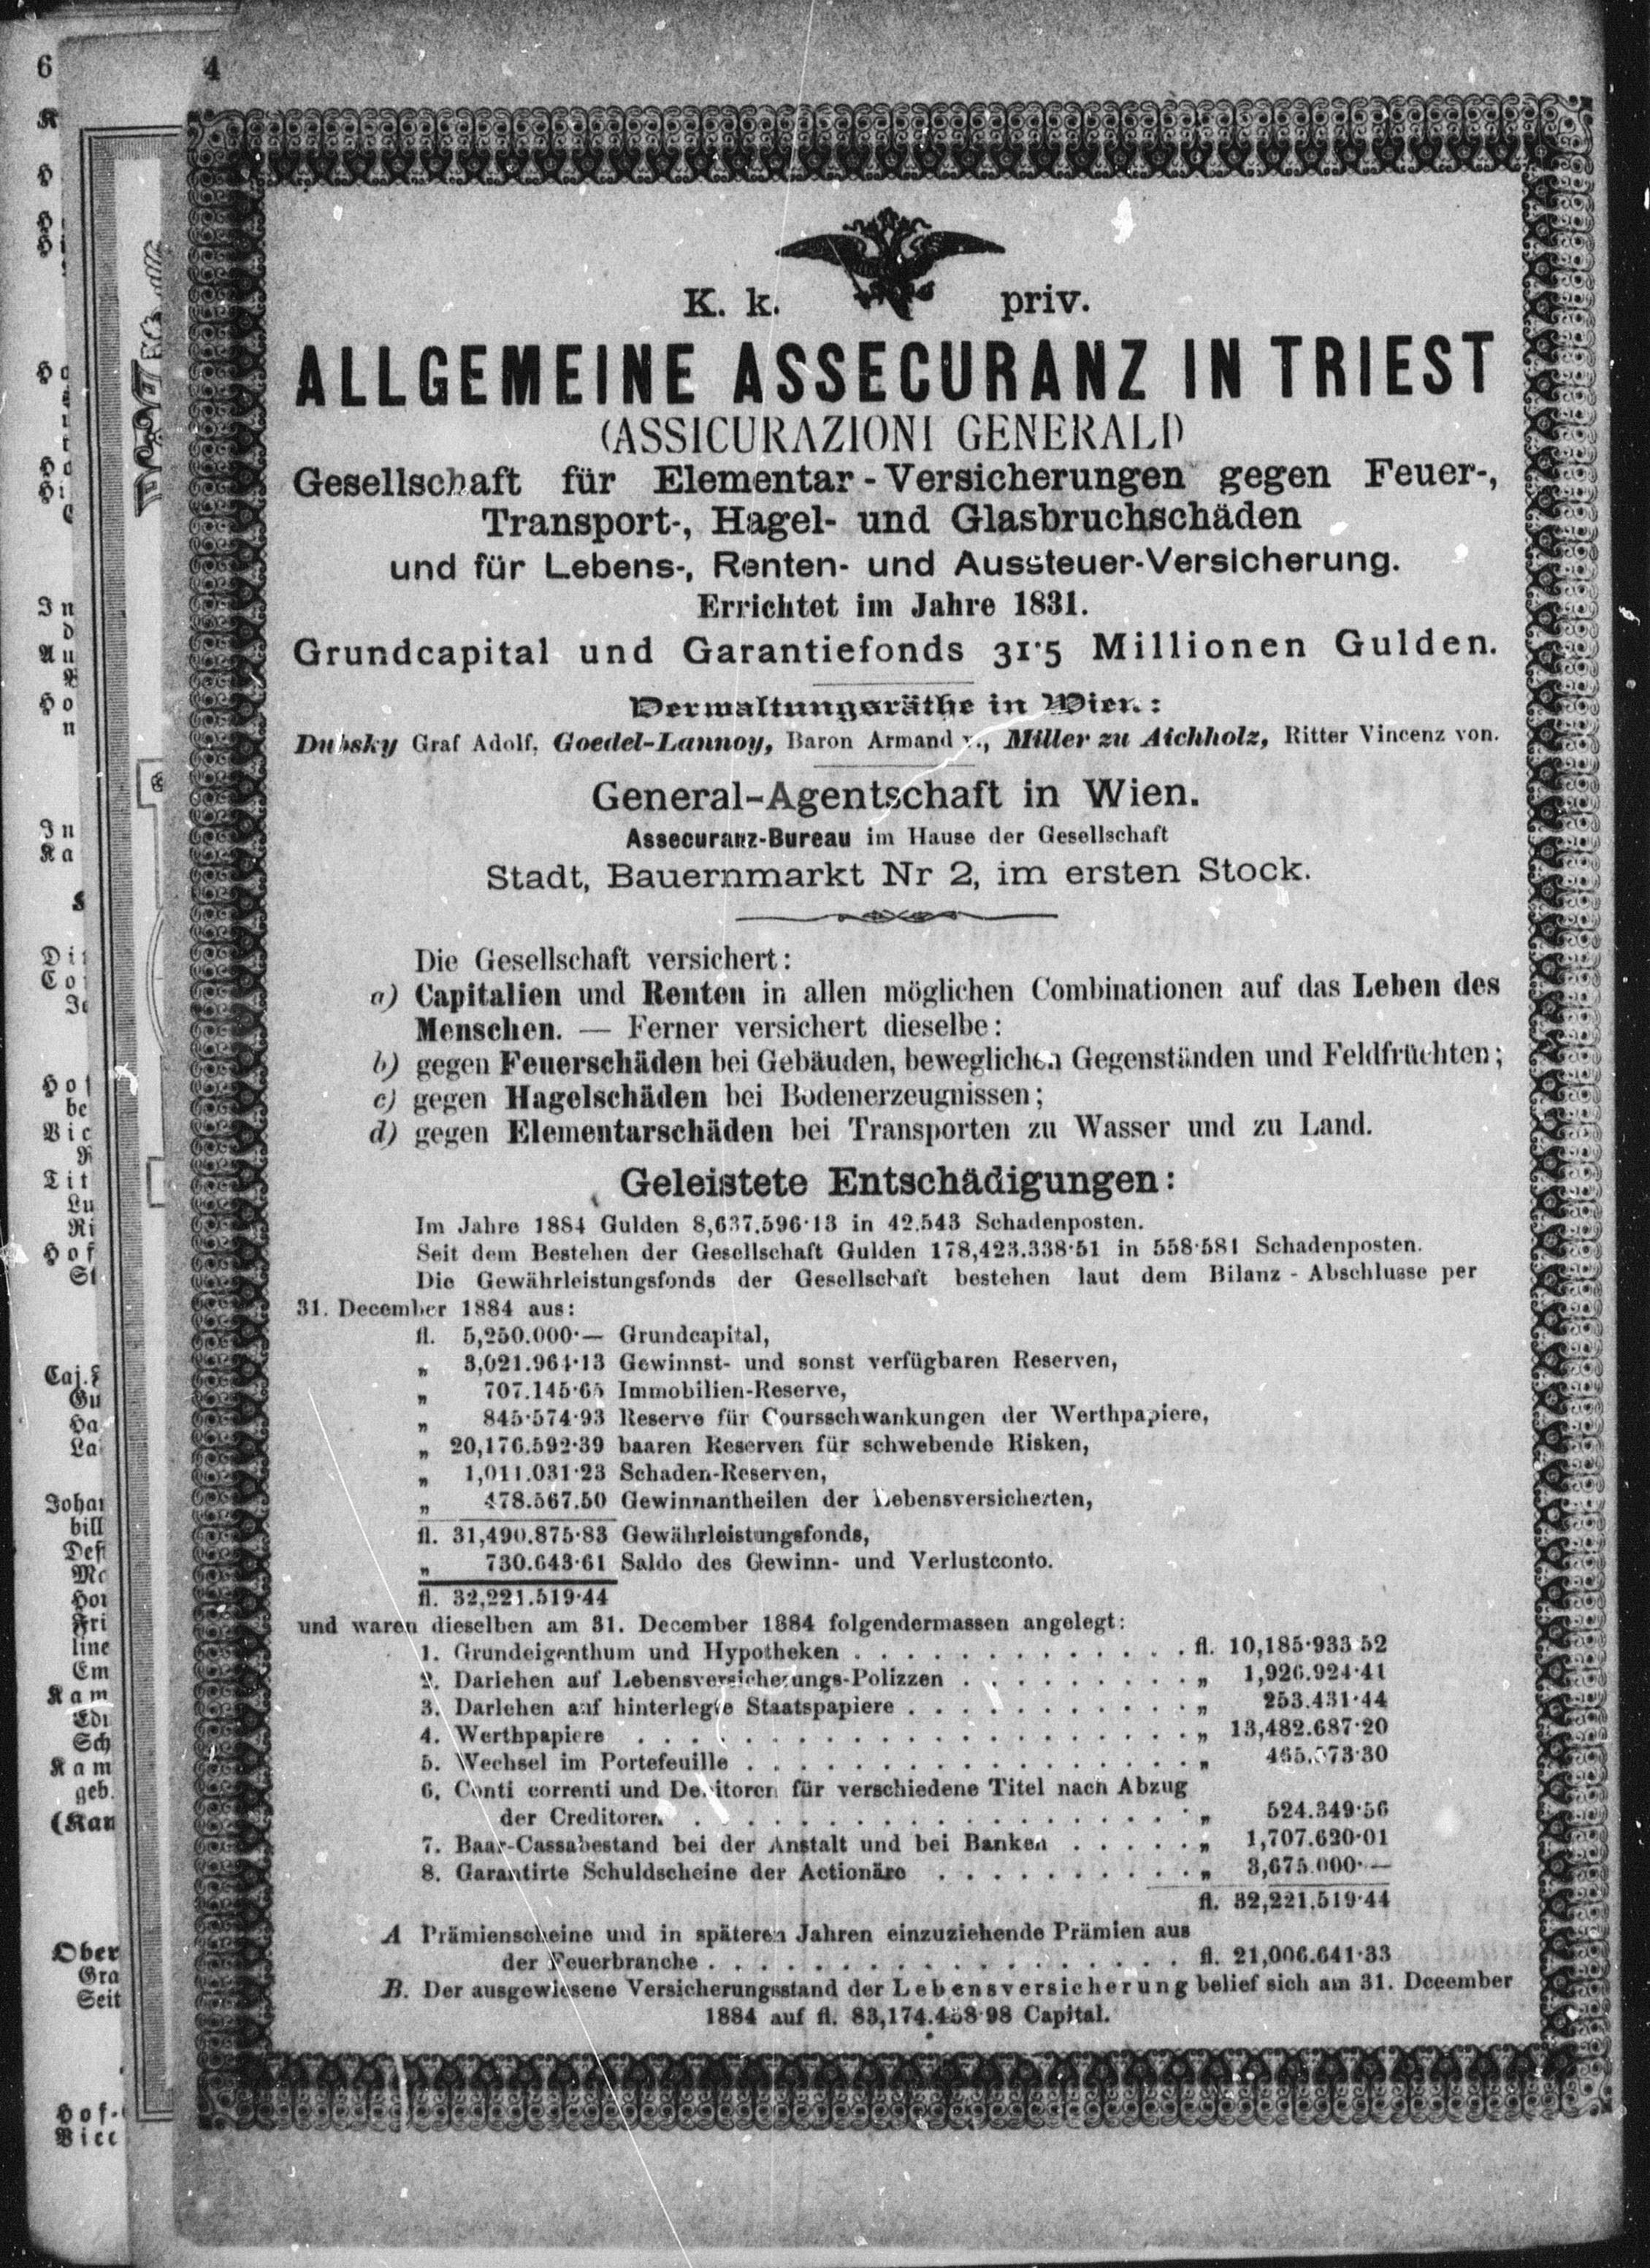 6
4
K. k. priv.
ALLGEMEINE ASSECURANZ IN TRIEST
(ASSICURAZIONI GENERALI)
Gesellschaft für Elementar-Versicherungen gegen Feuer-,
Transport-, Hagel- und Glasbruchschäden
und für Lebens-, Renten- und Aussteuer-Versicherung.
Errichtet im Jahre 1831.
Grundcapital und Garantiefonds 31·5 Millionen Gulden.
Verwaltungsräthe in Wien:
Dubsky Graf Adolf, Goedel-Lannoy, Baron Armand v., Miller zu Aichholz, Ritter Vincenz von.
General-Agentschaft in Wien.
Assecuranz-Bureau im Hause der Gesellschaft
Stadt, Bauernmarkt Nr 2, im ersten Stock.
Die Gesellschaft versichert:
a) Capitalien und Renten in allen möglichen Combinationen auf das Leben des
Menschen. — Ferner versichert dieselbe:
b) gegen Feuerschäden bei Gebäuden, beweglichen Gegenständen und Feldfrüchten;
c) gegen Hagelschäden bei Bodenerzeugnissen;
d) gegen Elementarschäden bei Transporten zu Wasser und zu Land.
Geleistete Entschädigungen:
Im Jahre 1884 Gulden 8,637.596·13 in 42.543 Schadenposten.
Seit dem Bestehen der Gesellschaft Gulden 178,423.338·51 in 558·581 Schadenposten.
Die Gewährleistungsfonds der Gesellschaft bestehen laut dem Bilanz-Abschlusse per
31. December 1884 aus:
fl. 5,250.000·— Grundcapital,
„ 3,021.964·13 Gewinnst- und sonst verfügbaren Reserven,
„ 707.145·65 Immobilien-Reserve,
„ 845·574·93 Reserve für Coursschwankungen der Werthpapiere,
„ 20,176.592·39 baaren Reserven für schwebende Risken,
„ 1,011.031·23 Schaden-Reserven,
„ 478.567.50 Gewinnantheilen der Lebensversicherten,
fl. 31,490.875·83 Gewährleistungsfonds,
„ 730.643·61 Saldo des Gewinn- und Verlustconto.
fl. 32,221.519·44
und waren dieselben am 31. December 1884 folgendermassen angelegt:
1. Grundeigenthum und Hypotheken . . . . . . . . . . . . . fl. 10,185·933 52
2. Darlehen auf Lebensversicherungs-Polizzen . . . . . . . . . „ 1,926.924·41
3. Darlehen auf hinterlegte Staatspapiere . . . . . . . . . . . „ 253.431·44
4. Werthpapiere . . . . . . . . . . . . . . . . . . . . „ 13,482.687·20
5. Wechsel im Portefeuille . . . . . . . . . . . . . . . . „ 465.573·30
6. Conti correnti und Debitoren für verschiedene Titel nach Abzug
der Creditoren . . . . . . . . . . . . . . . . . „ 524.349·56
7. Baar-Cassabestand bei der Anstalt und bei Banken . . . . . „ 1,707.620·01
8. Garantirte Schuldscheine der Actionäre . . . . . . . . . . „ 3,675.000·—
fl. 32,221.519·44
A Prämienscheine und in späteren Jahren einzuziehende Prämien aus
der Feuerbranche . . . . . . . . . . . . . . . . . fl. 21,006.641·33
B. Der ausgewiesene Versicherungsstand der Lebensversicherung belief sich am 31. December
1884 auf fl. 83,174.458·98 Capital.